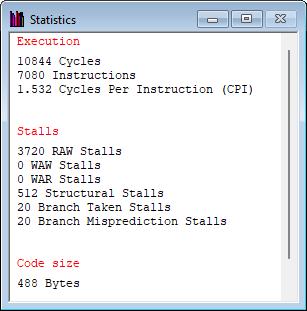 Statistics
Execution
10844 Cycles
7080 Instructions
1.532 Cycles Per Instruction (CPI)
Stalls
3720 RAW Stalls
0 WAW Stalls
0 WAR Stalls
512 Structural Stalls
20 Branch Taken Stalls
20 Branch Misprediction Stalls
Code size
488 Bytes